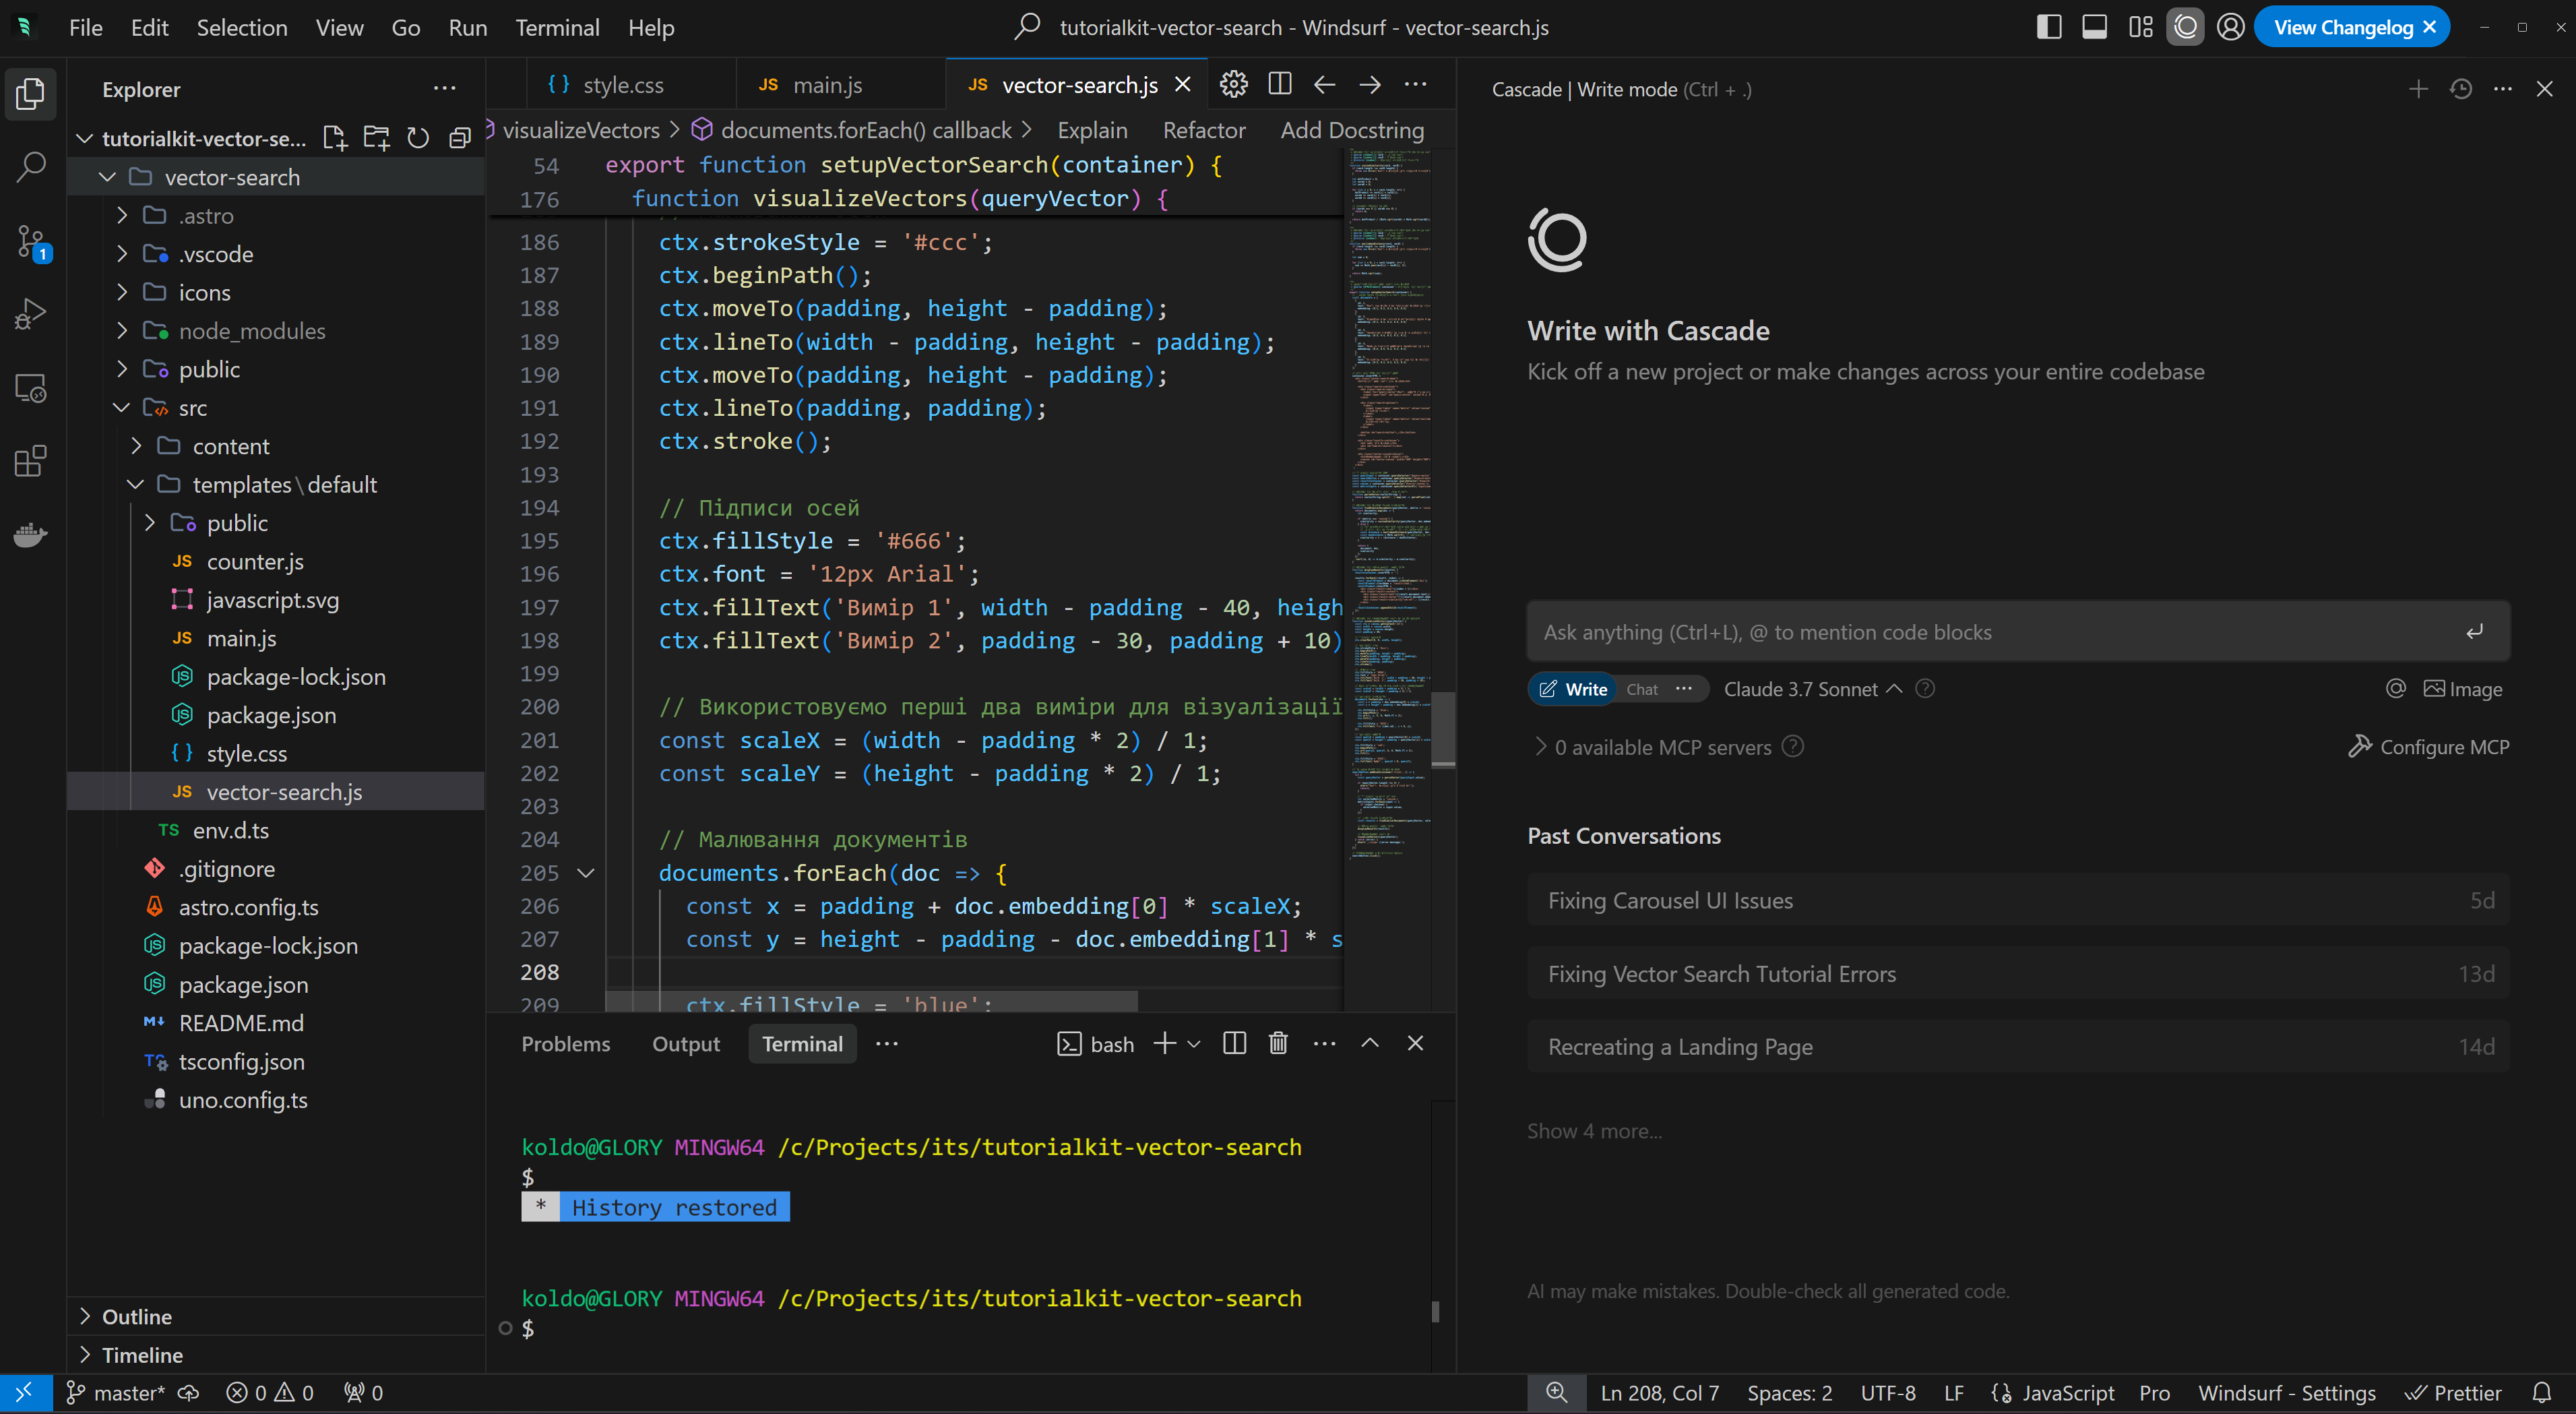 File Edit Selection View Go Run Terminal Help
tutorialkit-vector-search - Windsurf - vector-search.js
View Changelog
Explorer
tutorialkit-vector-se...
vector-search
.astro
.vscode
icons
node_modules
public
src
content
templates\default
public
JS counter.js
javascript.svg
JS main.js
package-lock.json
package.json
{ } style.css
JS vector-search.js
TS env.d.ts
.gitignore
astro.config.ts
package-lock.json
package.json
README.md
tsconfig.json
uno.config.ts
Outline
Timeline
{ } style.css
JS main.js
JS vector-search.js
visualizeVectors > documents.forEach() callback > Explain Refactor Add Docstring
54 export function setupVectorSearch(container) {
176 function visualizeVectors(queryVector) {
186 ctx.strokeStyle = '#ccc';
187 ctx.beginPath();
188 ctx.moveTo(padding, height - padding);
189 ctx.lineTo(width - padding, height - padding);
190 ctx.moveTo(padding, height - padding);
191 ctx.lineTo(padding, padding);
192 ctx.stroke();
193
194 // Підписи осей
195 ctx.fillStyle = '#666';
196 ctx.font = '12px Arial';
197 ctx.fillText('Вимір 1', width - padding - 40, heigh
198 ctx.fillText('Вимір 2', padding - 30, padding + 10)
199
200 // Використовуємо перші два виміри для візуалізації
201 const scaleX = (width - padding * 2) / 1;
202 const scaleY = (height - padding * 2) / 1;
203
204 // Малювання документів
205 documents.forEach(doc => {
206 const x = padding + doc.embedding[0] * scaleX;
207 const y = height - padding - doc.embedding[1] * s
208
209 ctx.fillStyle = 'blue';
Problems Output Terminal
bash
koldo@GLORY MINGW64 /c/Projects/its/tutorialkit-vector-search
$
* History restored
koldo@GLORY MINGW64 /c/Projects/its/tutorialkit-vector-search
$
Cascade | Write mode (Ctrl + .)
Write with Cascade
Kick off a new project or make changes across your entire codebase
Ask anything (Ctrl+L), @ to mention code blocks
Write Chat Claude 3.7 Sonnet
Image
0 available MCP servers
Configure MCP
Past Conversations
Fixing Carousel UI Issues 5d
Fixing Vector Search Tutorial Errors 13d
Recreating a Landing Page 14d
Show 4 more...
AI may make mistakes. Double-check all generated code.
master* 0 0 0
Ln 208, Col 7 Spaces: 2 UTF-8 LF JavaScript Pro Windsurf - Settings Prettier